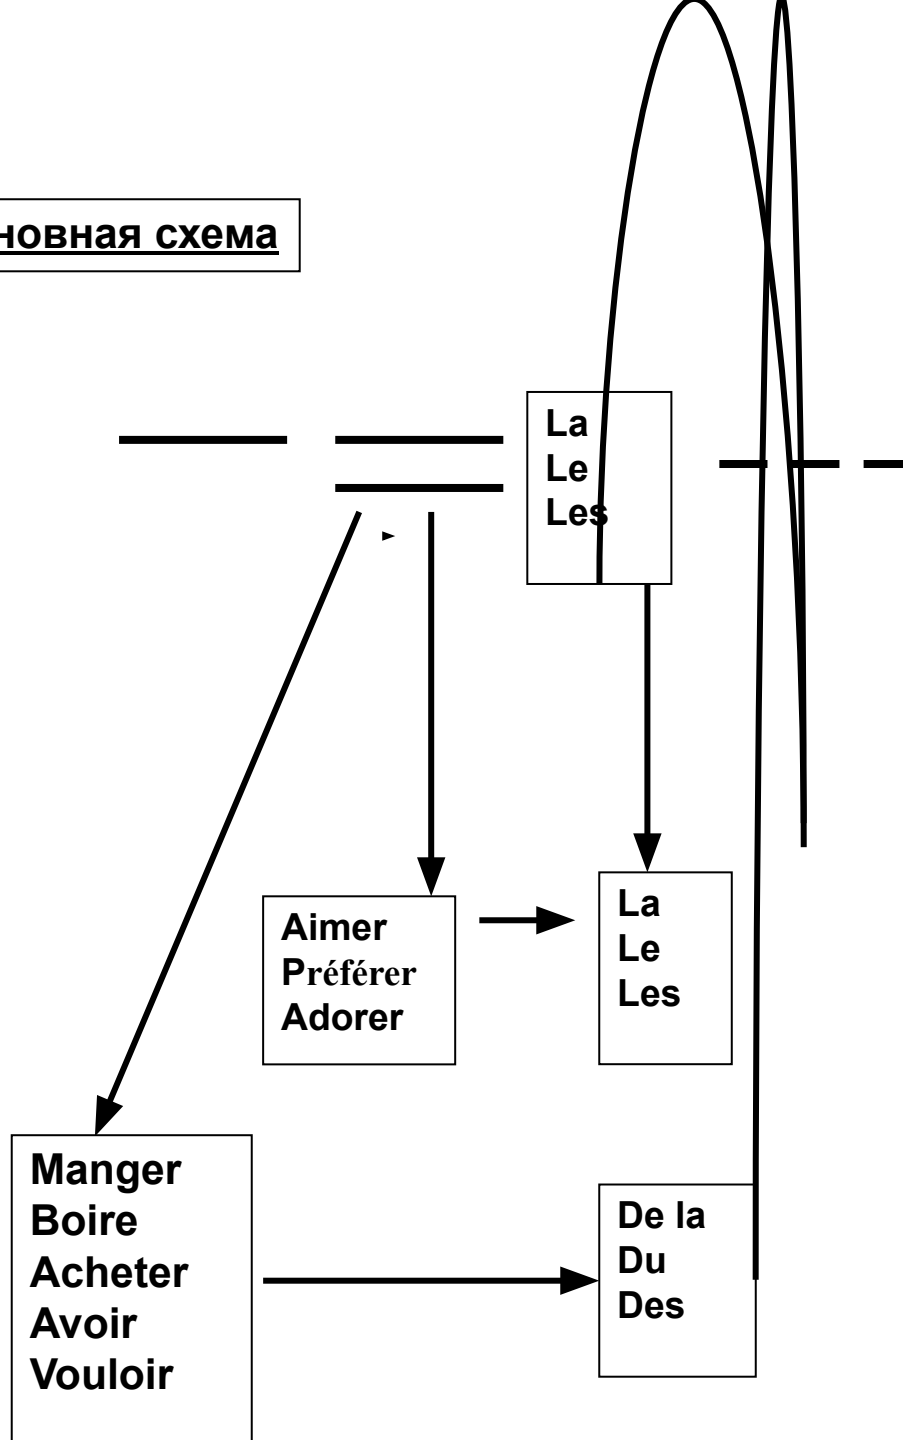 новная схема
La
Le
Les
Aimer
Préférer
Adorer
La
Le
Les
Manger
Boire
Acheter
Avoir
Vouloir
De la
Du
Des